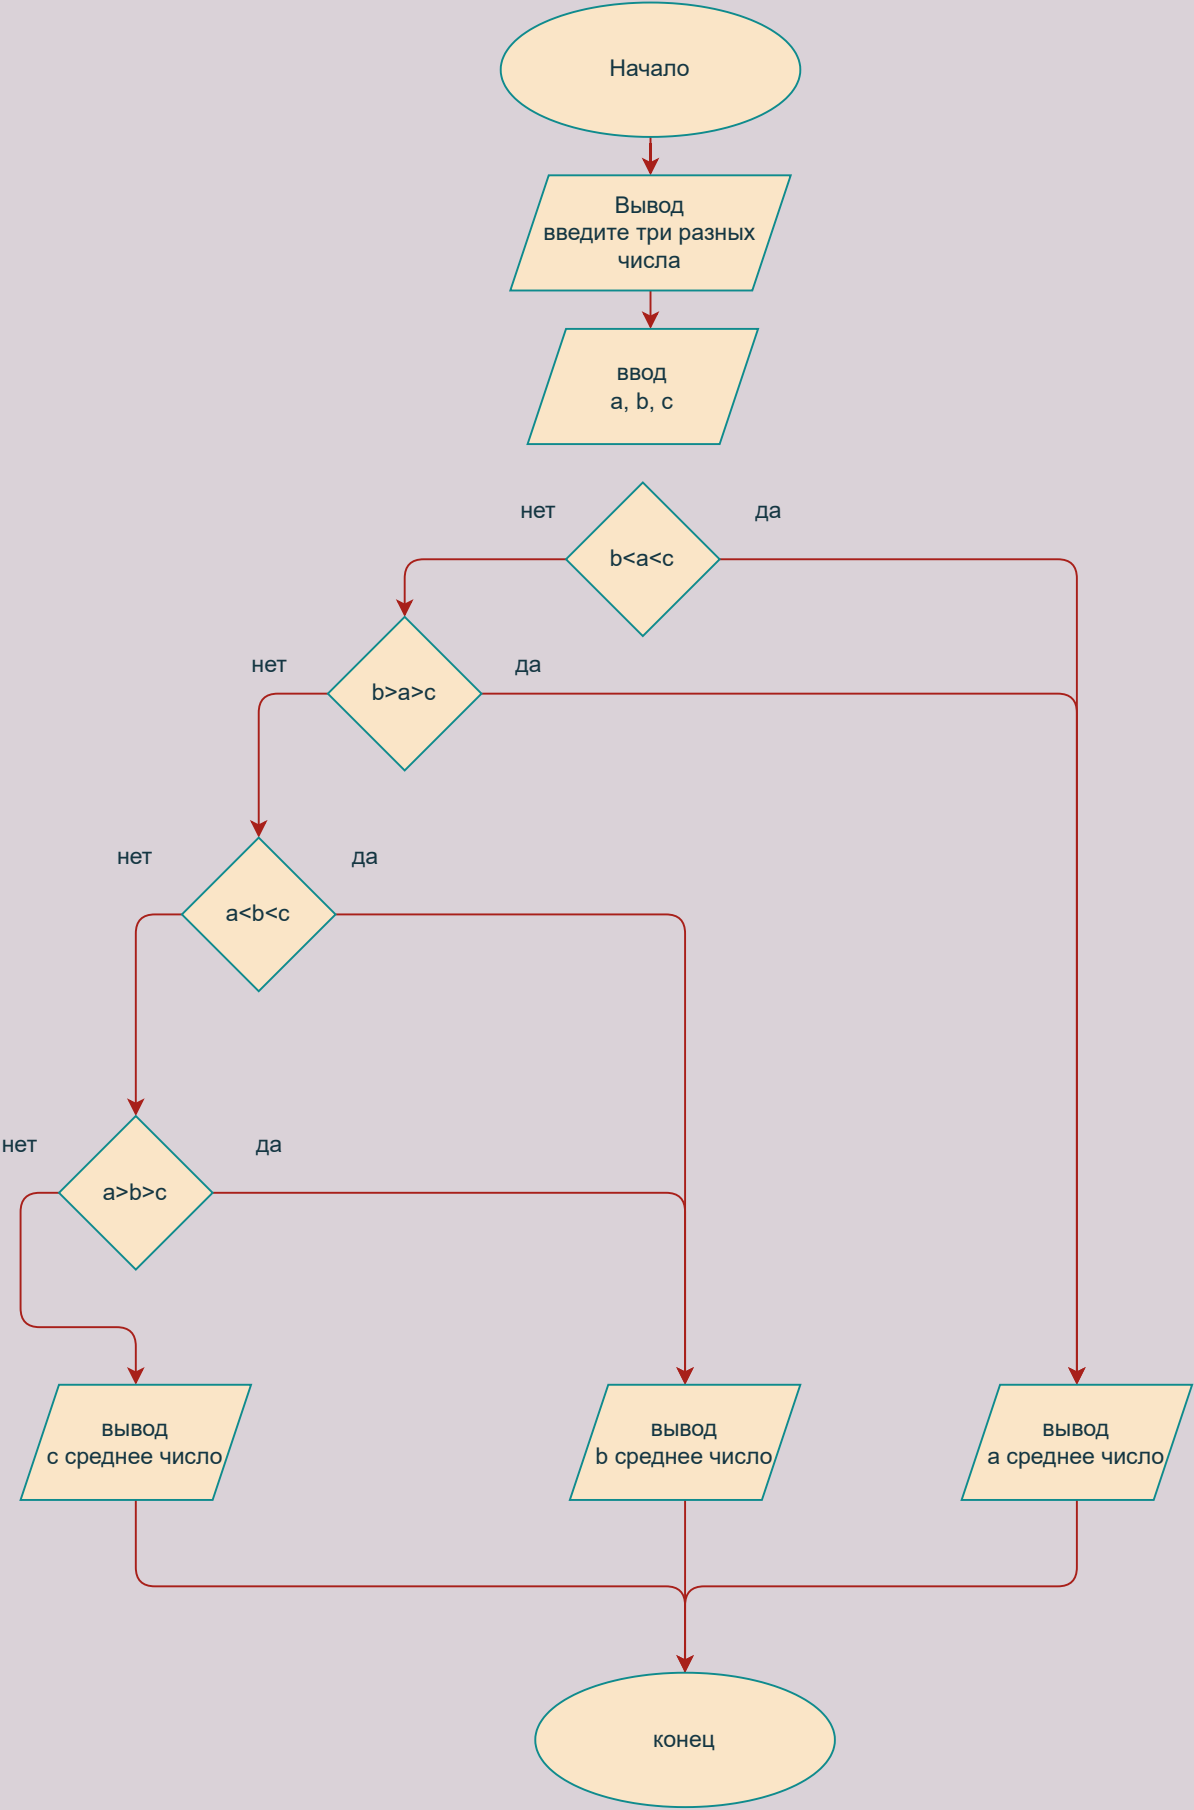 Начало
Вывод
введите три разных
числа
ввод
a, b, c
нет
да
b<a<c
нет
да
b>a>c
нет
да
a<b<c
нет
да
a>b>c
вывод
с среднее число
вывод
b среднее число
вывод
a среднее число
конец